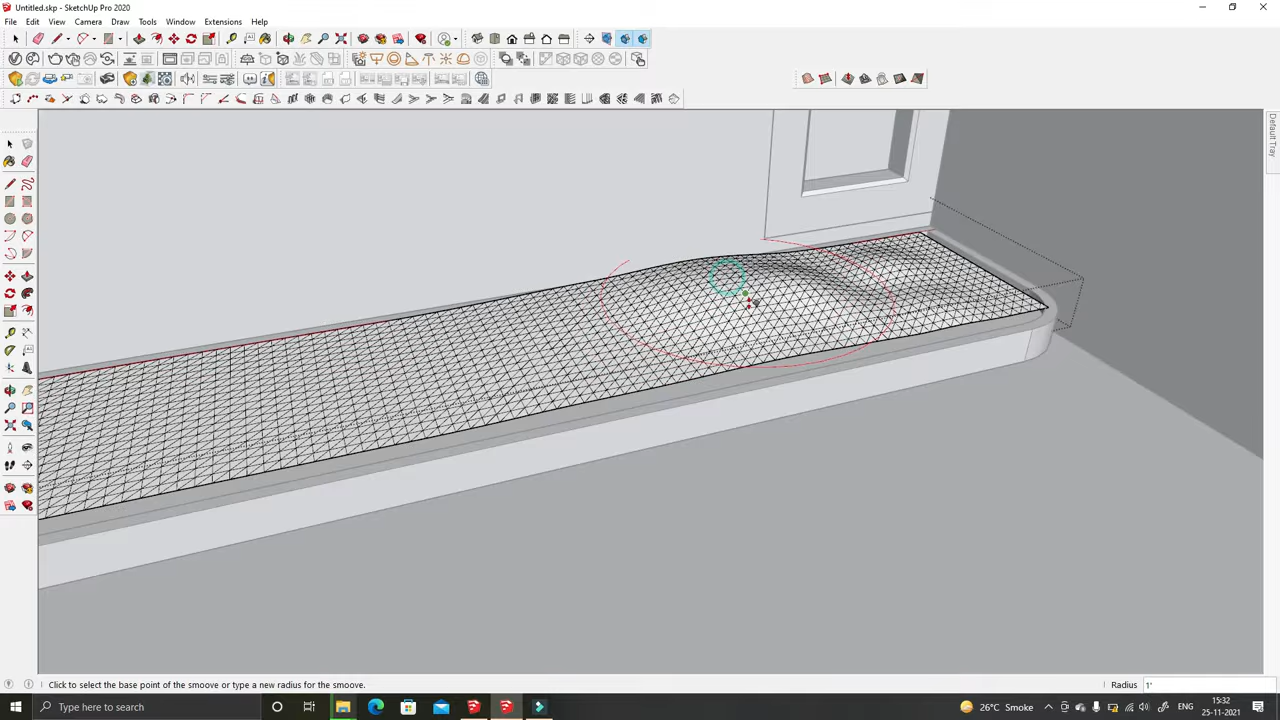 Untitled.skp - SketchUp Pro 2020
File Edit View Camera Draw Tools Window Extensions Help
Default Tray
Click to select the base point of the smoove or type a new radius for the smoove.
Radius 1'
Type here to search
26°C Smoke
ENG
15:32
25-11-2021